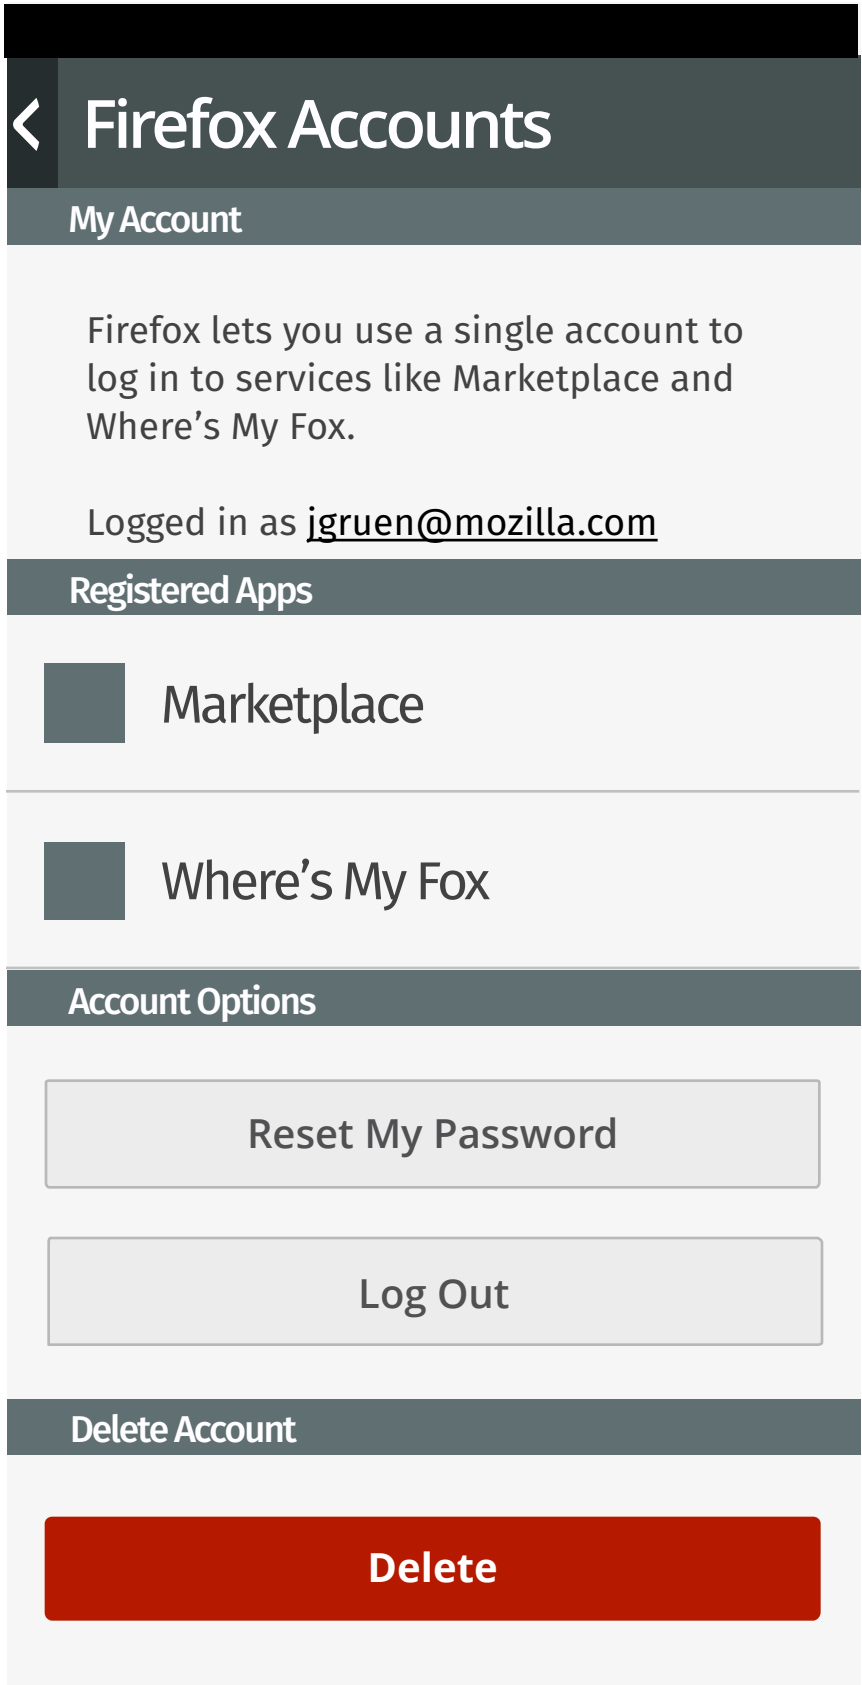 Firefox Accounts
My Account
Firefox lets you use a single account to
log in to services like Marketplace and
Where’s My Fox.
Logged in as jgruen@mozilla.com
Registered Apps
Marketplace
Where’s My Fox
Account Options
Reset My Password
Log Out
Delete Account
Delete